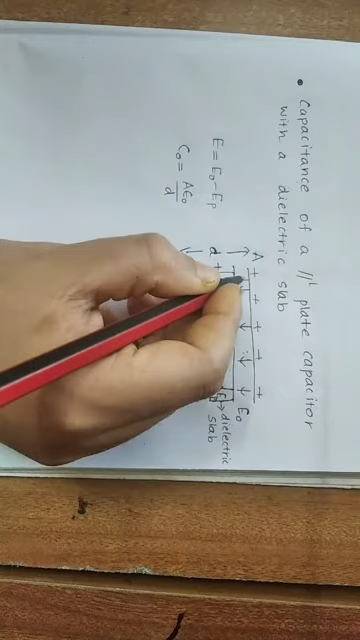 • Capacitance of a ||l plate capacitor
with a dielectric slab
E = E₀ - Ep
C₀ = Aε₀/d
A + + + + +
E₀
d
dielectric
slab